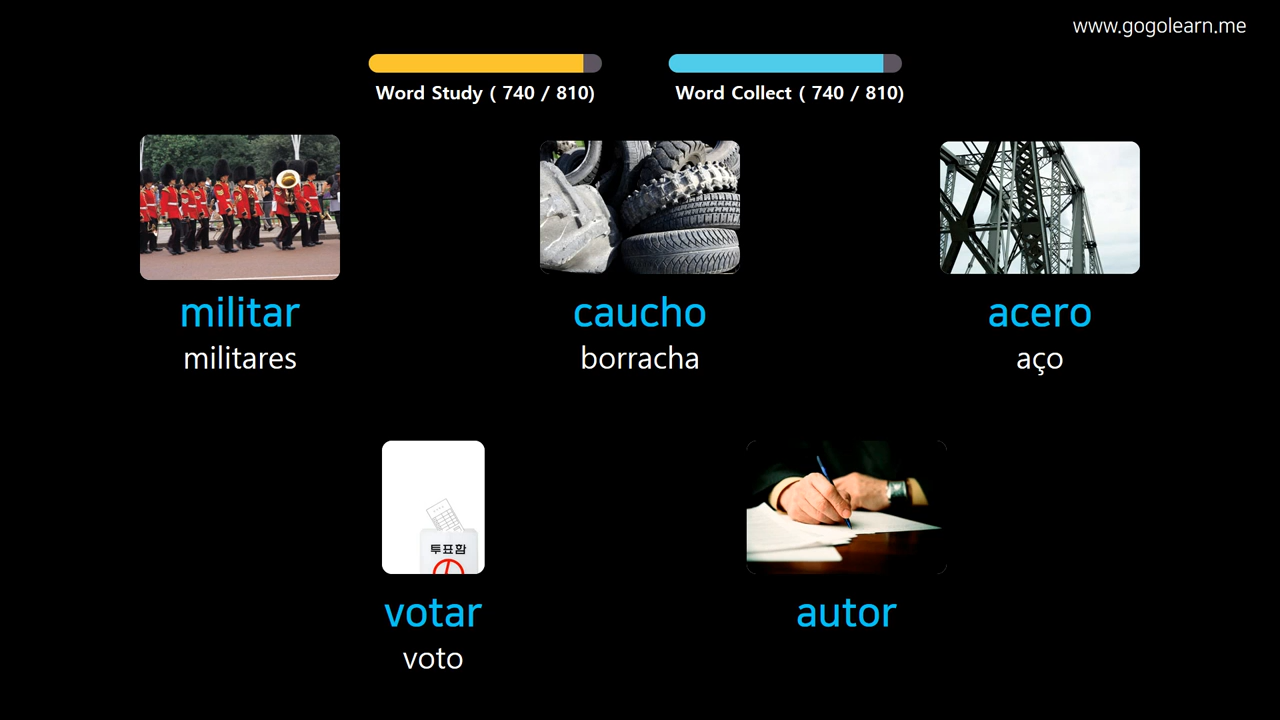 www.gogolearn.me
Word Study ( 740 / 810)
Word Collect ( 740 / 810)
militar
militares
caucho
borracha
acero
aço
투표함
votar
voto
autor